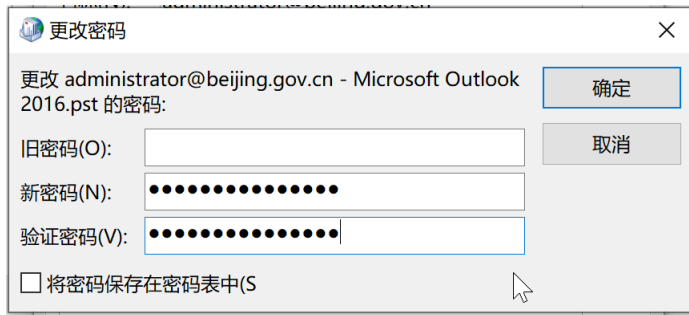 更改密码
更改 administrator@beijing.gov.cn - Microsoft Outlook
2016.pst 的密码:
确定
旧密码(O):
取消
新密码(N): ●●●●●●●●●●●●●●●
验证密码(V): ●●●●●●●●●●●●●●●
将密码保存在密码表中(S